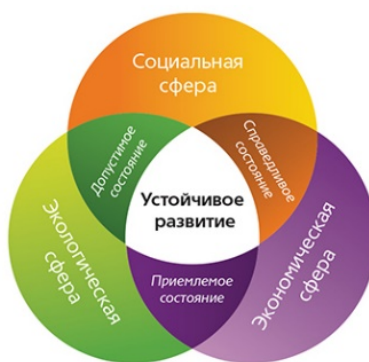 Социальная
сфера
Допустимое
состояние
Справедливое
состояние
Устойчивое
развитие
Экологическая
сфера
Приемлемое
состояние
Экономическая
сфера